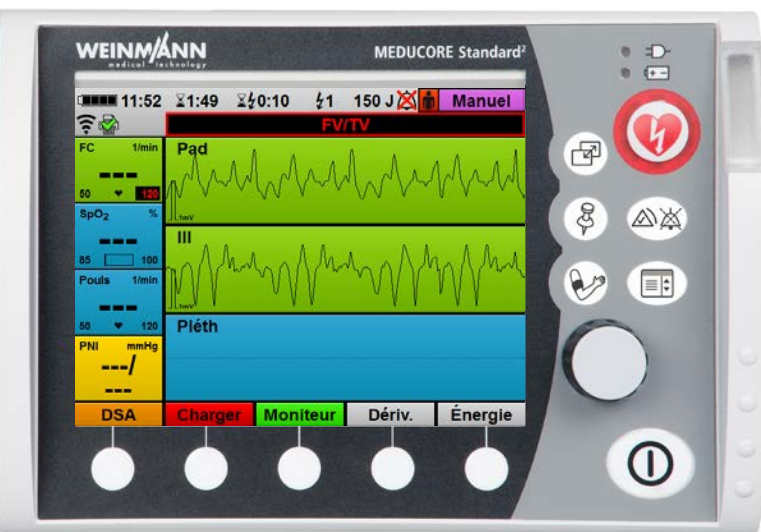 WEINMANN
medical technology
MEDUCORE Standard²
11:52 1:49 0:10 1 150 J Manuel
FV/TV
FC 1/min
---
50 120
Pad
1mV
SpO₂ %
---
85 100
III
1mV
Pouls 1/min
---
50 120
Pléth
PNI mmHg
---/
---
DSA Charger Moniteur Dériv. Énergie